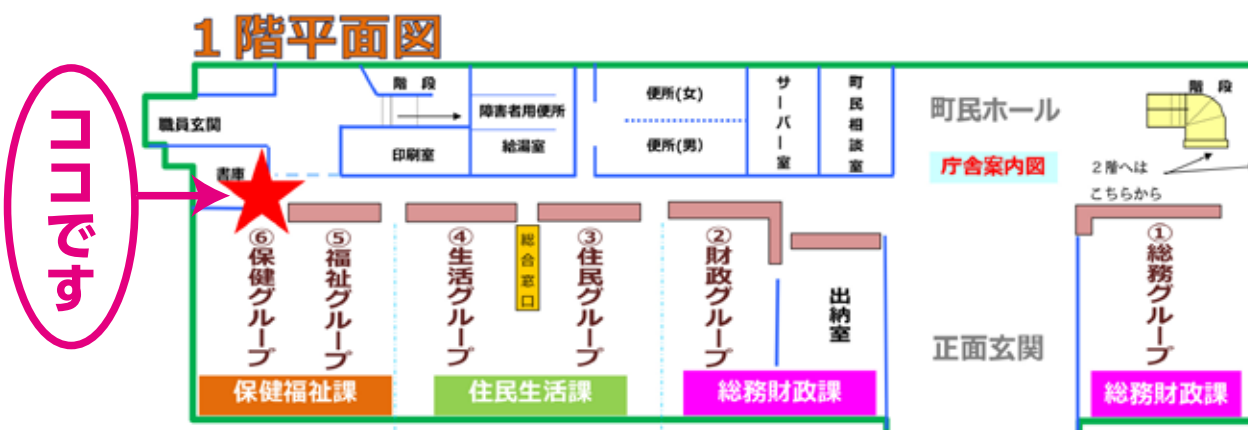 1階平面図
ココです
職員玄関
書庫
階 段
印刷室
障害者用便所
給湯室
便所(女)
便所(男)
サーバー室
町民相談室
町民ホール
庁舎案内図
階 段
2階へは
こちらから
⑥保健グループ
⑤福祉グループ
④生活グループ
総合窓口
③住民グループ
②財政グループ
出納室
正面玄関
①総務グループ
保健福祉課
住民生活課
総務財政課
総務財政課